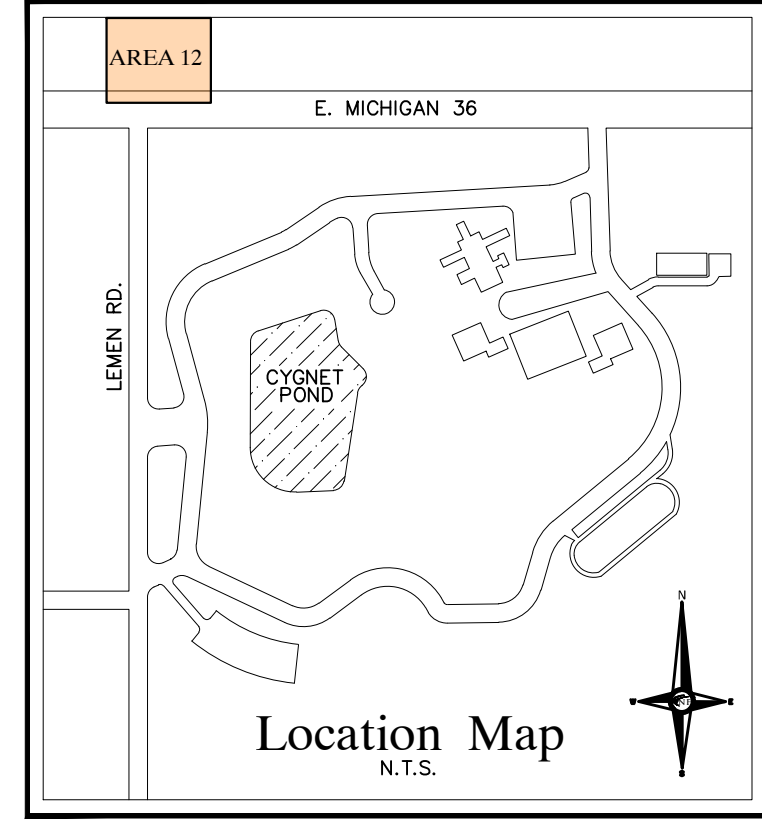 AREA 12
E. MICHIGAN 36
LEMEN RD.
CYGNET
POND
N
W
E
S
Location Map
N.T.S.